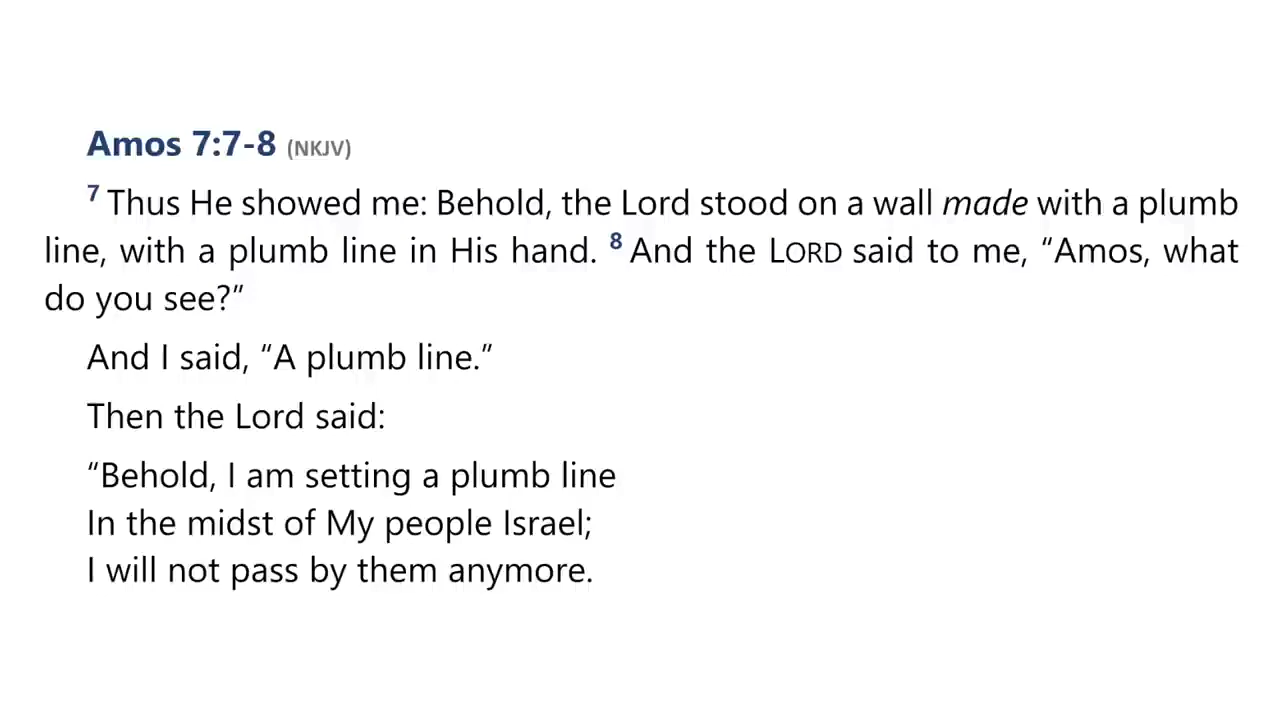 Amos 7:7-8 (NKJV)
7 Thus He showed me: Behold, the Lord stood on a wall made with a plumb
line, with a plumb line in His hand. 8 And the LORD said to me, “Amos, what
do you see?”
And I said, “A plumb line.”
Then the Lord said:
“Behold, I am setting a plumb line
In the midst of My people Israel;
I will not pass by them anymore.